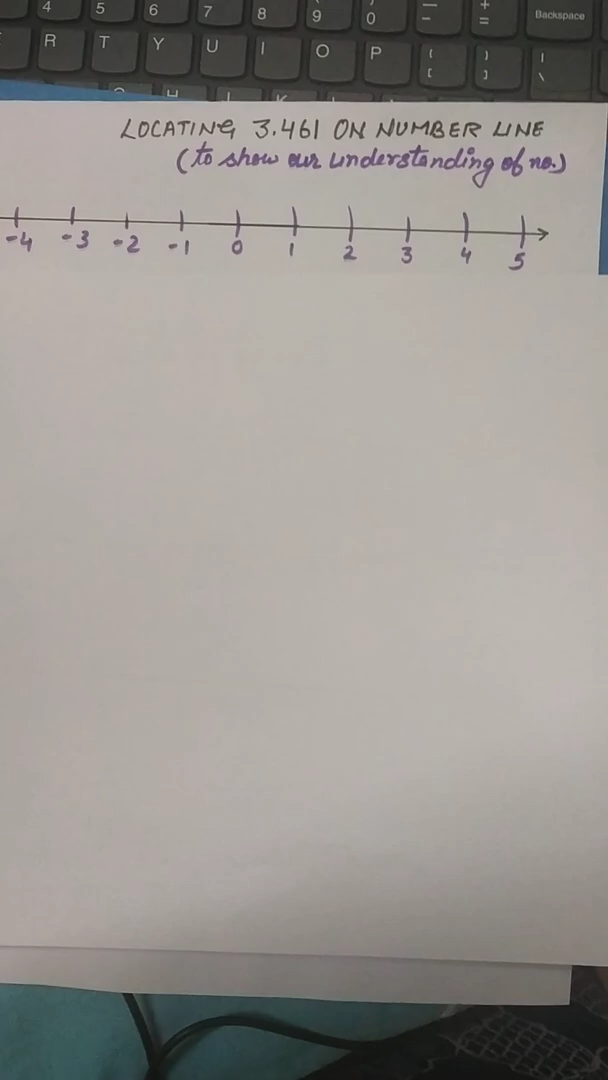 4 5 6 7 8 9 0 - + =
Backspace
R T Y U I O P { [ } ] | \
LOCATING 3.461 ON NUMBER LINE
(to show our understanding of no.)
-4 -3 -2 -1 0 1 2 3 4 5